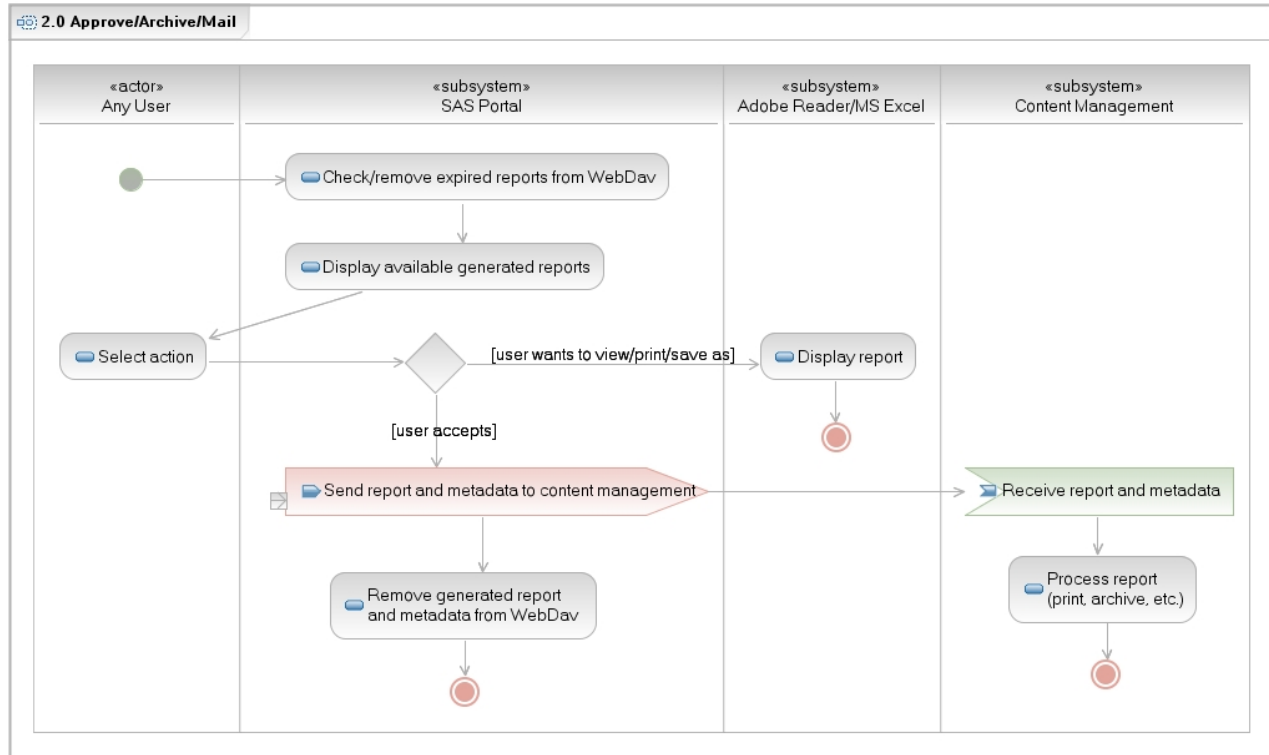 2.0 Approve/Archive/Mail
«actor»
Any User
«subsystem»
SAS Portal
«subsystem»
Adobe Reader/MS Excel
«subsystem»
Content Management
Check/remove expired reports from WebDav
Display available generated reports
Select action
[user wants to view/print/save as]
Display report
[user accepts]
Send report and metadata to content management
Receive report and metadata
Remove generated report
and metadata from WebDav
Process report
(print, archive, etc.)